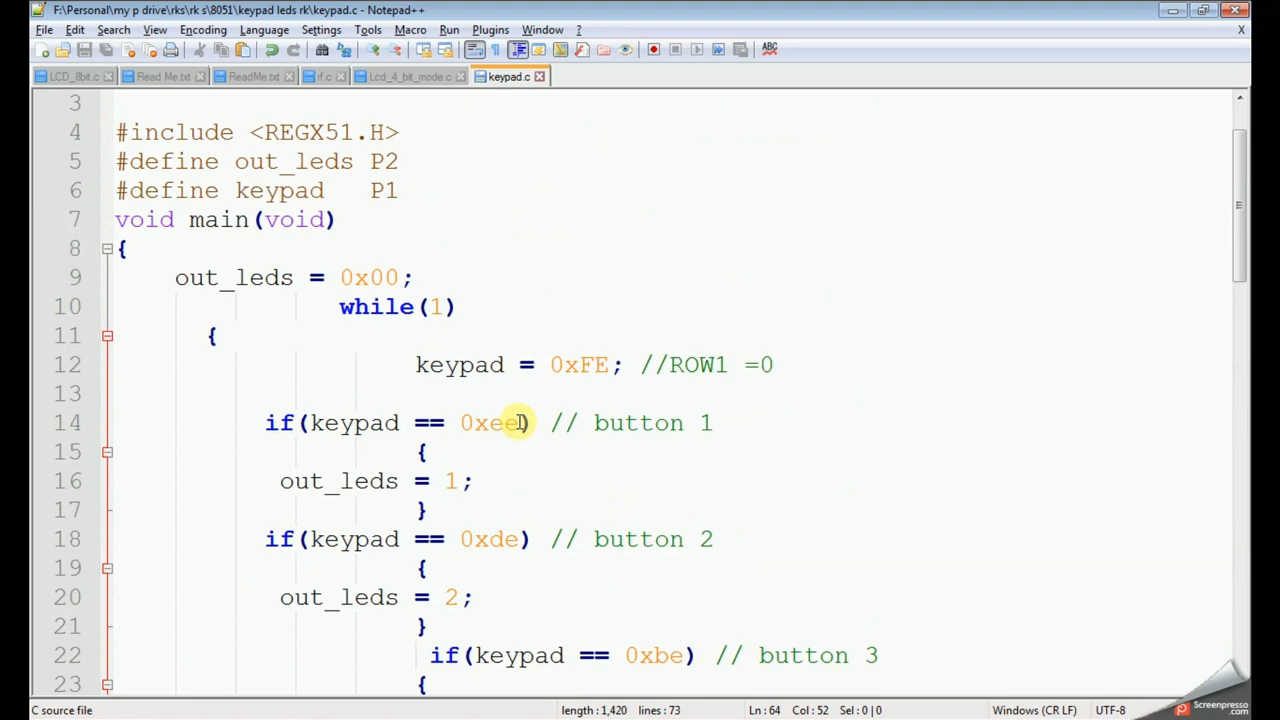 F:\Personal\my p drive\rks\rk s\8051\keypad leds rk\keypad.c - Notepad++
File Edit Search View Encoding Language Settings Tools Macro Run Plugins Window ? X
LCD_8bit.c Read Me.txt ReadMe.txt rf.c Lcd_4_bit_mode.c keypad.c
3
4 #include <REGX51.H>
5 #define out_leds P2
6 #define keypad P1
7 void main(void)
8 {
9 out_leds = 0x00;
10 while(1)
11 {
12 keypad = 0xFE; //ROW1 =0
13
14 if(keypad == 0xee) // button 1
15 {
16 out_leds = 1;
17 }
18 if(keypad == 0xde) // button 2
19 {
20 out_leds = 2;
21 }
22 if(keypad == 0xbe) // button 3
23 {
C source file length : 1,420 lines : 73 Ln : 64 Col : 52 Sel : 0 | 0 Windows (CR LF) UTF-8
Screenpresso
.com